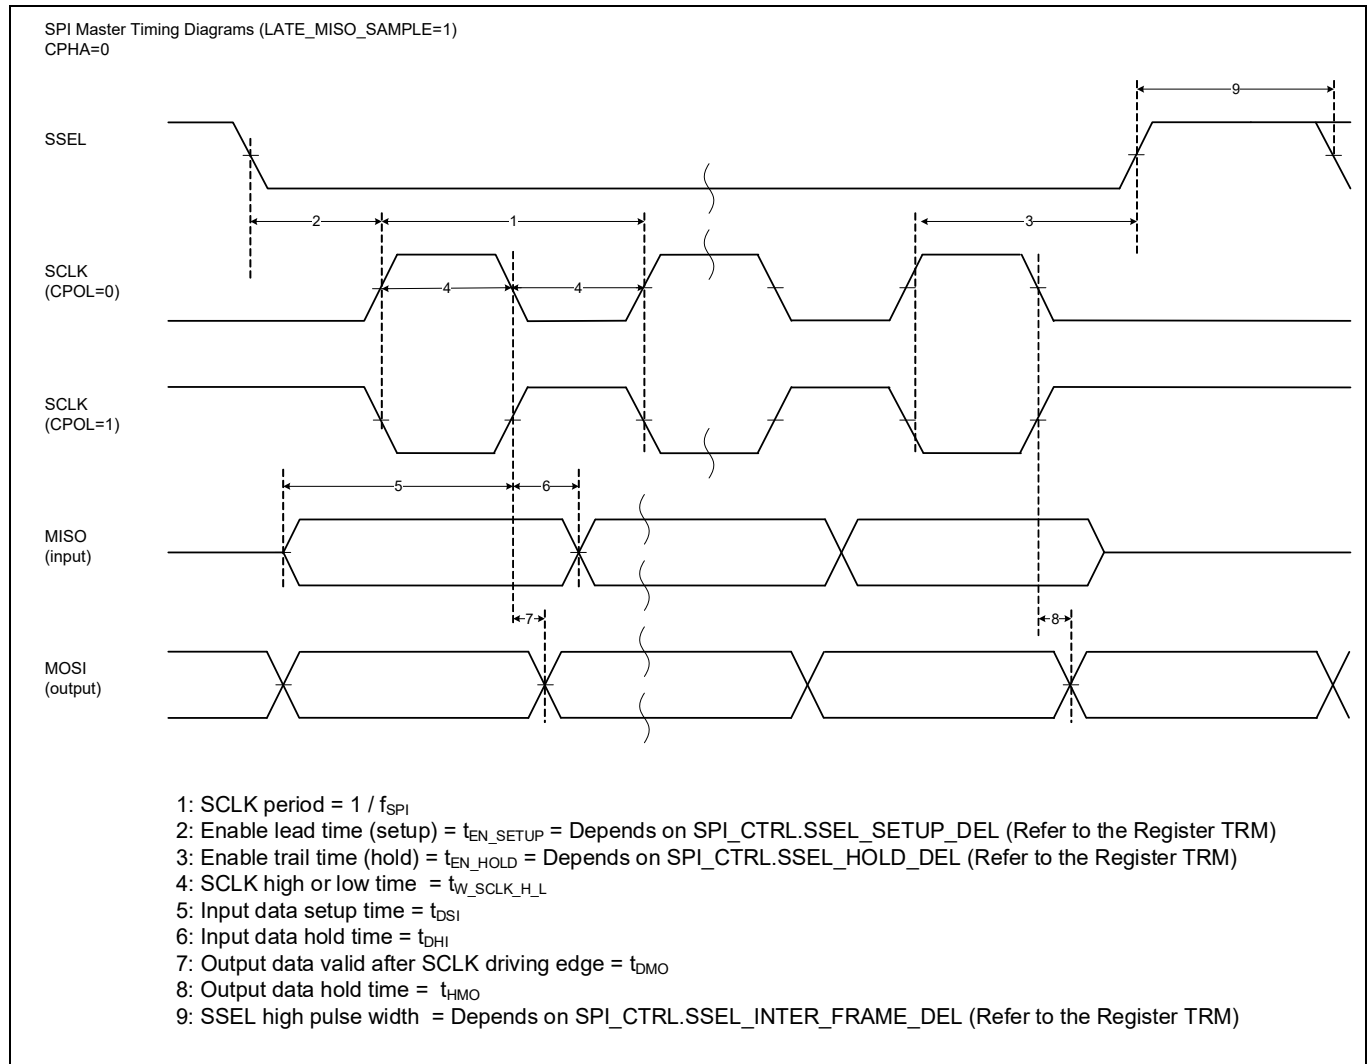 SPI Master Timing Diagrams (LATE_MISO_SAMPLE=1)
CPHA=0
9
SSEL
2
1
3
SCLK
(CPOL=0)
4
4
SCLK
(CPOL=1)
5
6
MISO
(input)
7
8
MOSI
(output)
1: SCLK period = 1 / fSPI
2: Enable lead time (setup) = tEN_SETUP = Depends on SPI_CTRL.SSEL_SETUP_DEL (Refer to the Register TRM)
3: Enable trail time (hold) = tEN_HOLD = Depends on SPI_CTRL.SSEL_HOLD_DEL (Refer to the Register TRM)
4: SCLK high or low time = tW_SCLK_H_L
5: Input data setup time = tDSI
6: Input data hold time = tDHI
7: Output data valid after SCLK driving edge = tDMO
8: Output data hold time = tHMO
9: SSEL high pulse width = Depends on SPI_CTRL.SSEL_INTER_FRAME_DEL (Refer to the Register TRM)